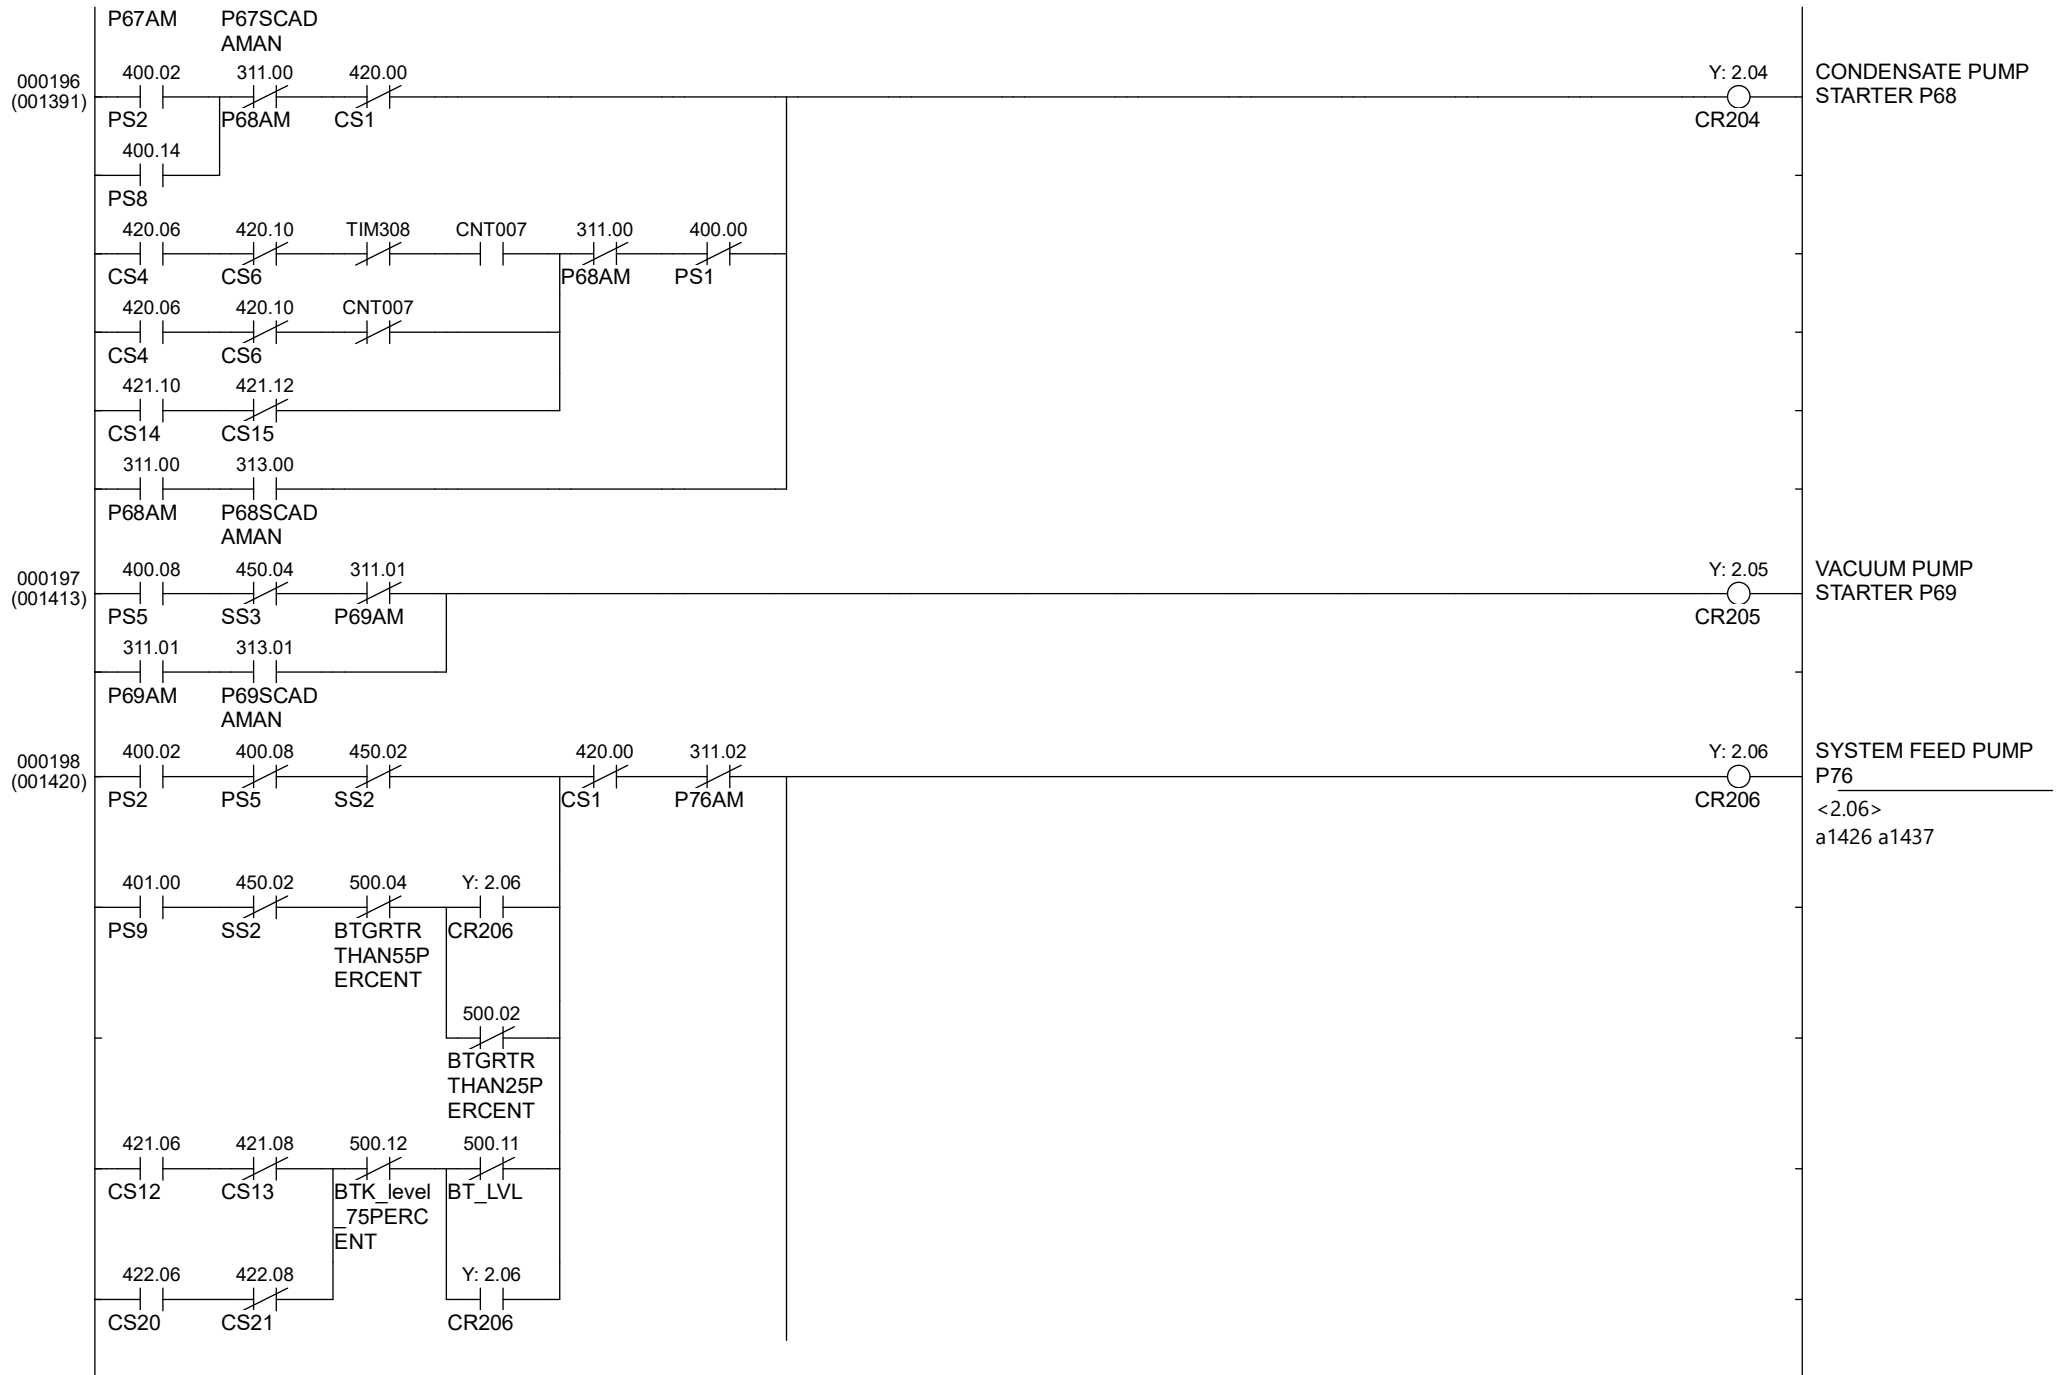 P67AM P67SCAD
AMAN
000196 400.02 311.00 420.00 Y: 2.04 CONDENSATE PUMP
(001391) STARTER P68
PS2 P68AM CS1 CR204
400.14
PS8
420.06 420.10 TIM308 CNT007 311.00 400.00
CS4 CS6 P68AM PS1
420.06 420.10 CNT007
CS4 CS6
421.10 421.12
CS14 CS15
311.00 313.00
P68AM P68SCAD
AMAN
000197 400.08 450.04 311.01 Y: 2.05 VACUUM PUMP
(001413) STARTER P69
PS5 SS3 P69AM CR205
311.01 313.01
P69AM P69SCAD
AMAN
000198 400.02 400.08 450.02 420.00 311.02 Y: 2.06 SYSTEM FEED PUMP
(001420) P76
PS2 PS5 SS2 CS1 P76AM CR206
<2.06>
a1426 a1437
401.00 450.02 500.04 Y: 2.06
PS9 SS2 BTGRTR CR206
THAN55P
ERCENT
500.02
BTGRTR
THAN25P
ERCENT
421.06 421.08 500.12 500.11
CS12 CS13 BTK_level BT_LVL
_75PERC
ENT
422.06 422.08 Y: 2.06
CS20 CS21 CR206